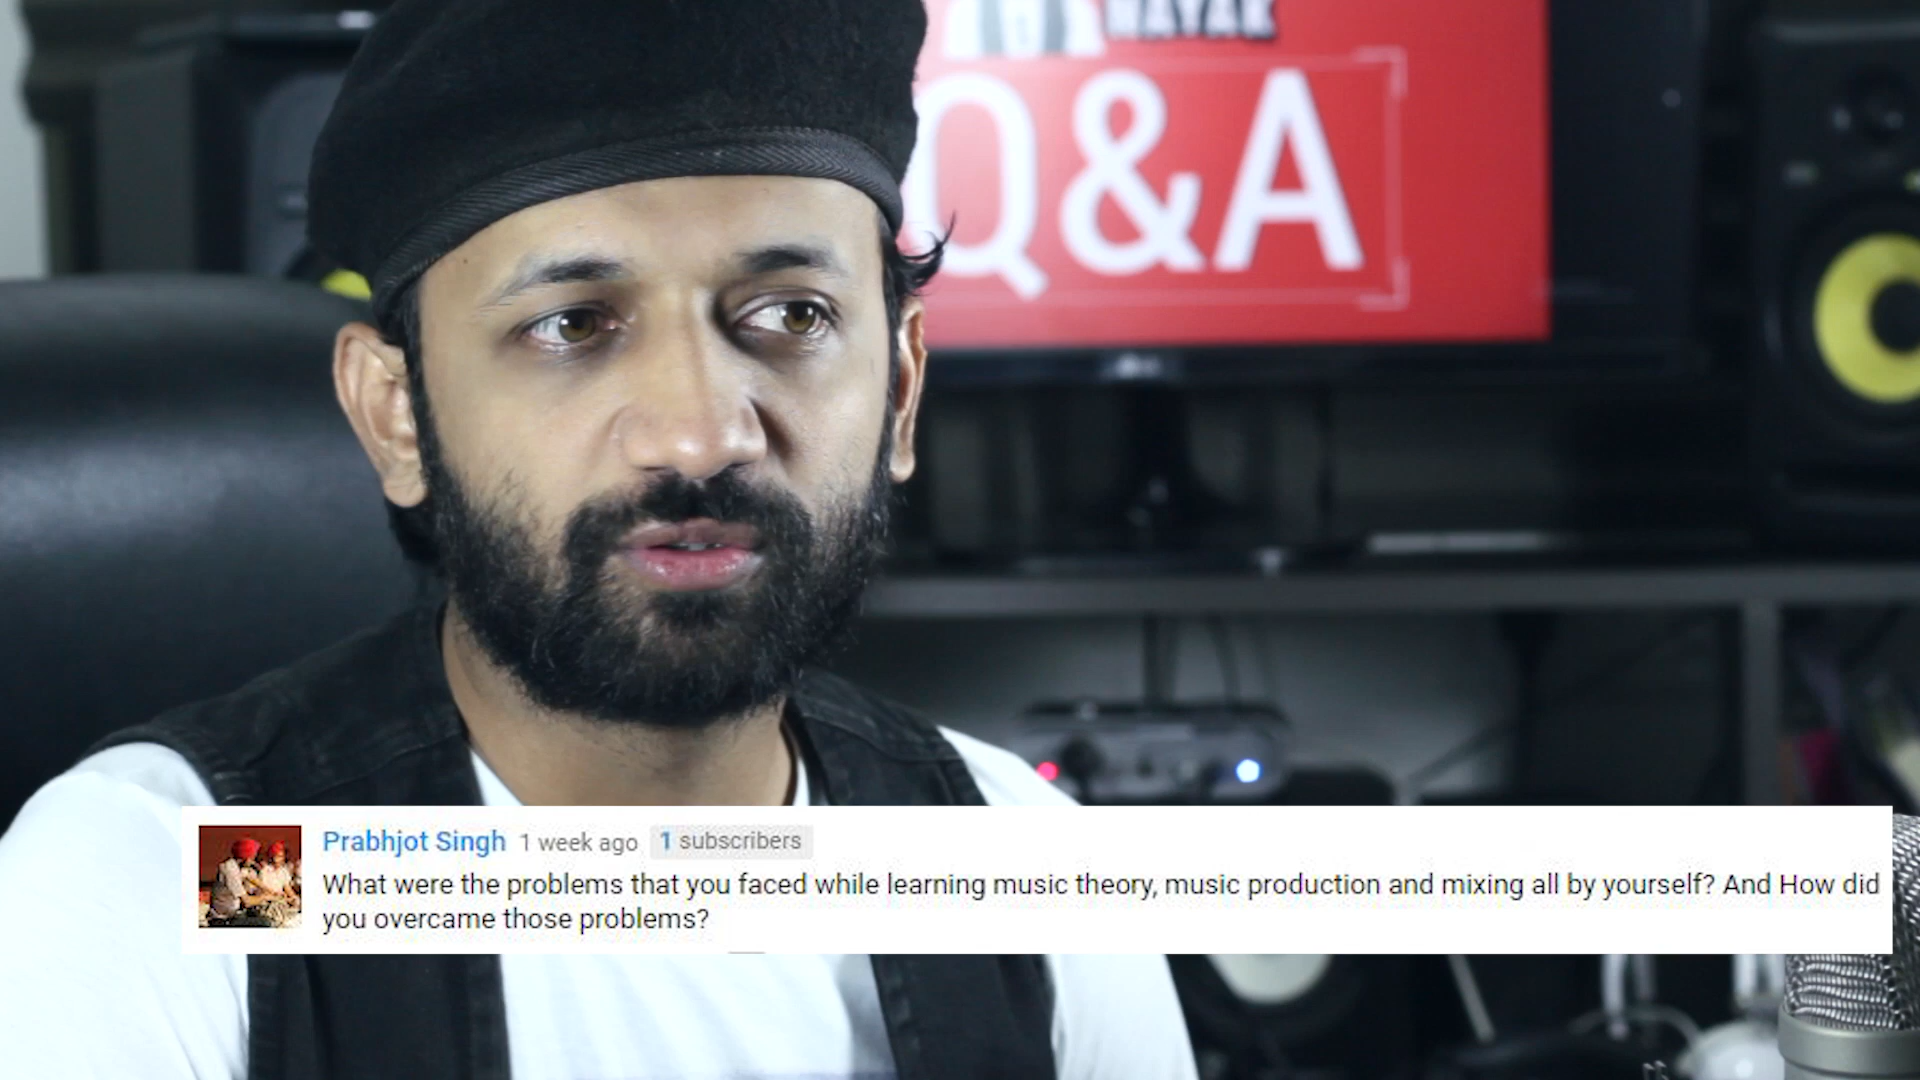 NAYAK
Q&A
Prabhjot Singh 1 week ago 1 subscribers
What were the problems that you faced while learning music theory, music production and mixing all by yourself? And How did
you overcame those problems?